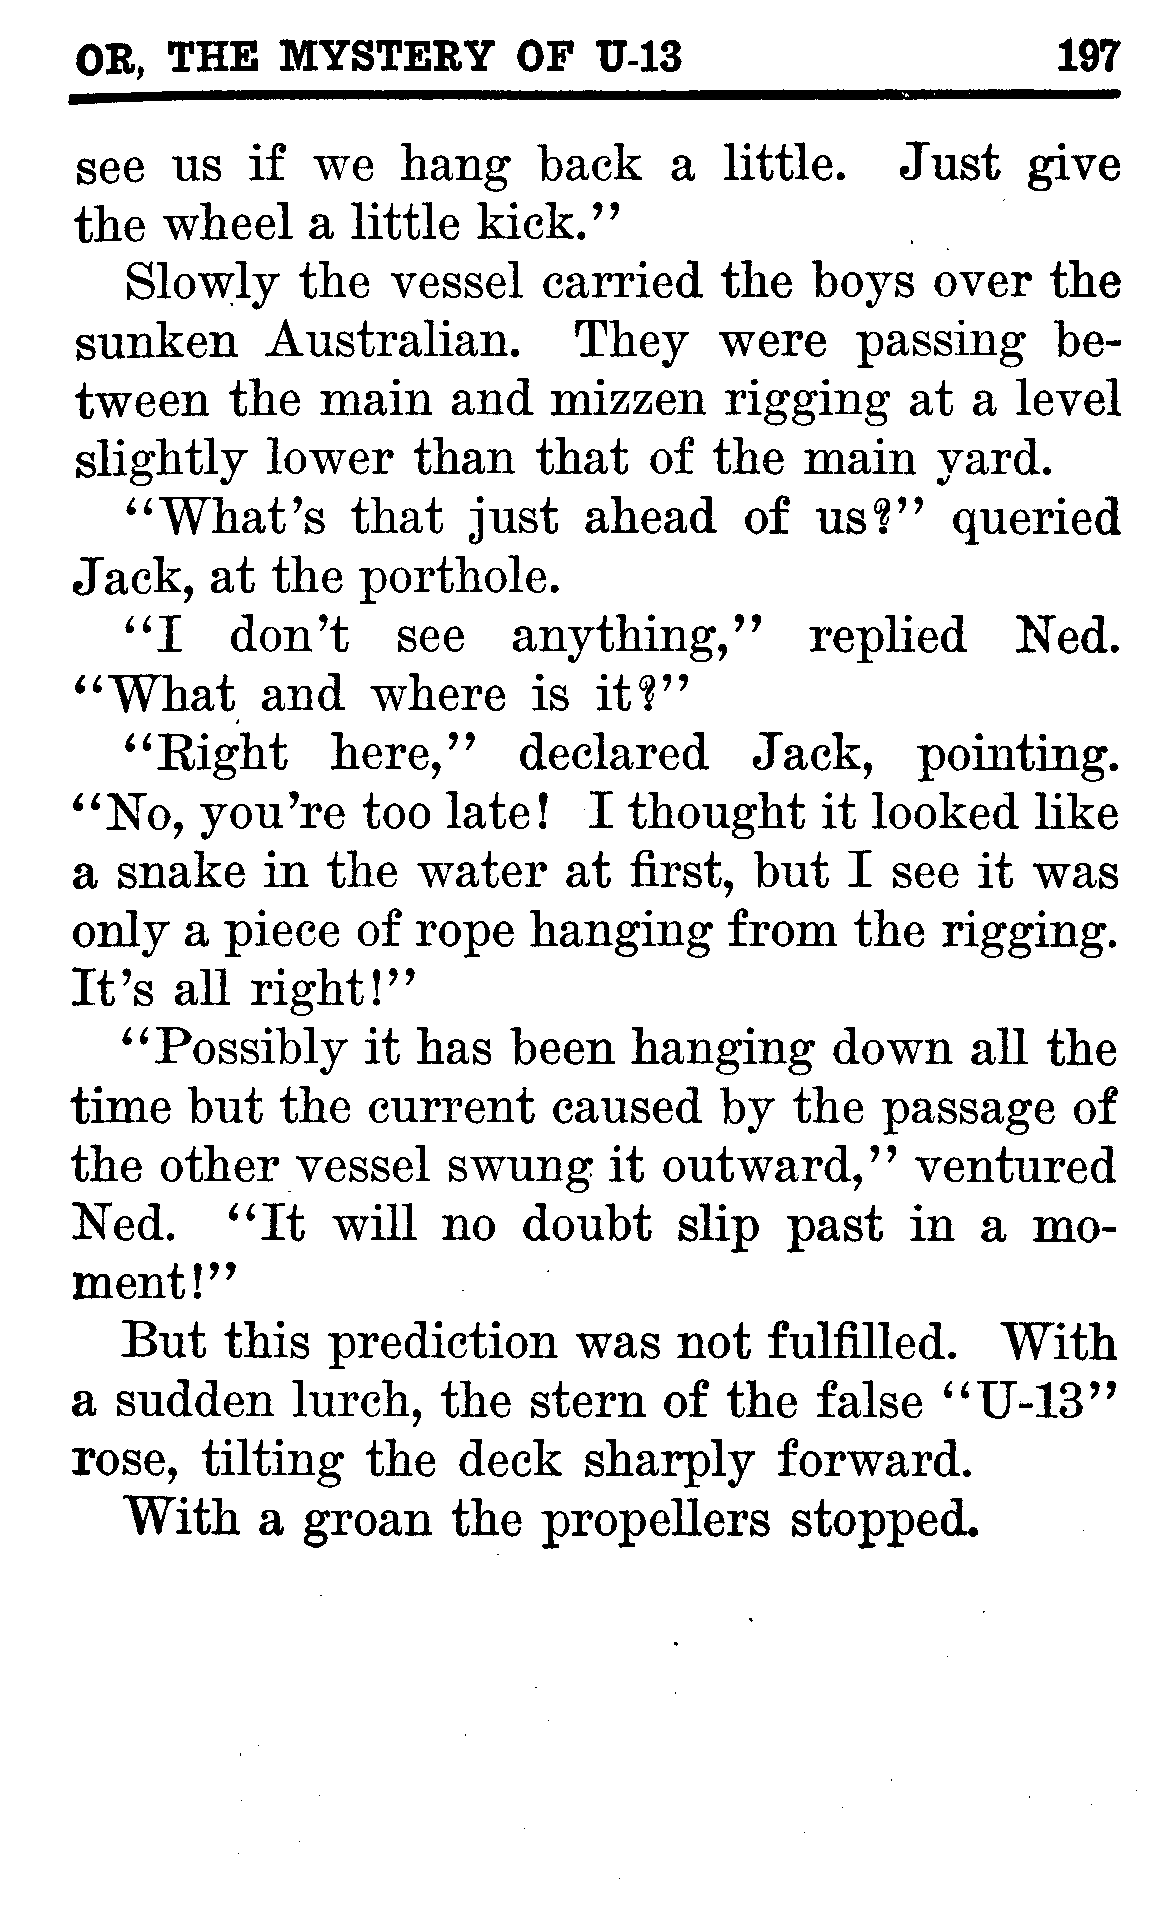 OR, THE MYSTERY OF U-13 197
see us if we hang back a little. Just give
the wheel a little kick."
Slowly the vessel carried the boys over the
sunken Australian. They were passing be-
tween the main and mizzen rigging at a level
slightly lower than that of the main yard.
"What's that just ahead of us?" queried
Jack, at the porthole.
"I don't see anything," replied Ned.
"What and where is it?"
"Right here," declared Jack, pointing.
"No, you're too late! I thought it looked like
a snake in the water at first, but I see it was
only a piece of rope hanging from the rigging.
It's all right!"
"Possibly it has been hanging down all the
time but the current caused by the passage of
the other vessel swung it outward," ventured
Ned. "It will no doubt slip past in a mo-
ment!"
But this prediction was not fulfilled. With
a sudden lurch, the stern of the false "U-13"
rose, tilting the deck sharply forward.
With a groan the propellers stopped.